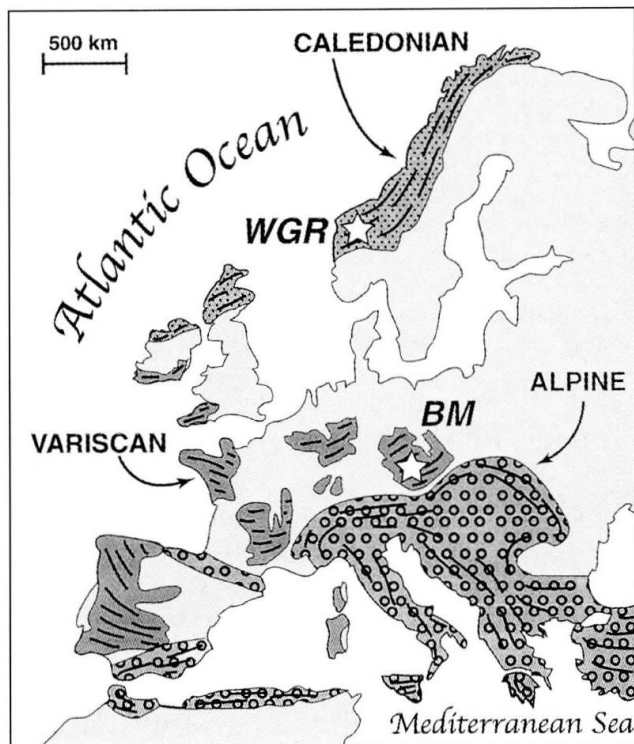 500 km
CALEDONIAN
Atlantic Ocean
WGR
ALPINE
BM
VARISCAN
Mediterranean Sea